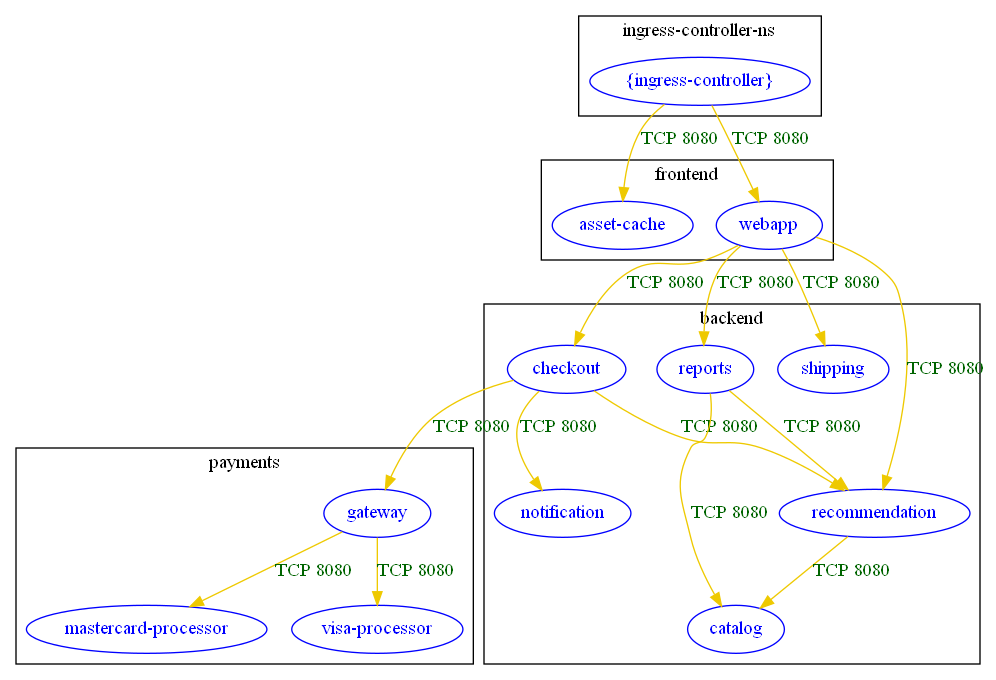 ingress-controller-ns
{ingress-controller}
TCP 8080
TCP 8080
frontend
asset-cache
webapp
TCP 8080
TCP 8080
TCP 8080
backend
checkout
reports
shipping
TCP 8080
TCP 8080
TCP 8080
TCP 8080
TCP 8080
payments
gateway
notification
TCP 8080
recommendation
TCP 8080
TCP 8080
TCP 8080
mastercard-processor
visa-processor
catalog